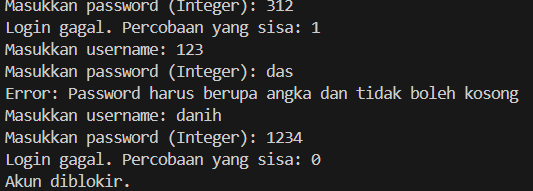 Masukkan password (Integer): 312
Login gagal. Percobaan yang sisa: 1
Masukkan username: 123
Masukkan password (Integer): das
Error: Password harus berupa angka dan tidak boleh kosong
Masukkan username: danih
Masukkan password (Integer): 1234
Login gagal. Percobaan yang sisa: 0
Akun diblokir.